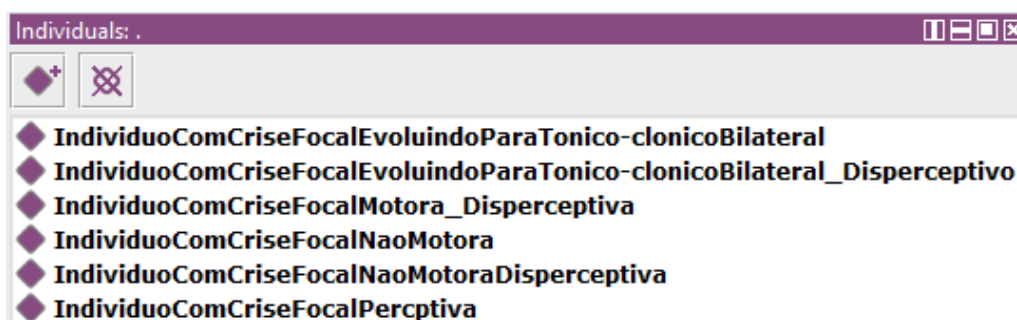 Individuals: .
IndividuoComCriseFocalEvoluindoParaTonico-clonicoBilateral
IndividuoComCriseFocalEvoluindoParaTonico-clonicoBilateral_Disperceptivo
IndividuoComCriseFocalMotora_Disperceptiva
IndividuoComCriseFocalNaoMotora
IndividuoComCriseFocalNaoMotoraDisperceptiva
IndividuoComCriseFocalPercptiva